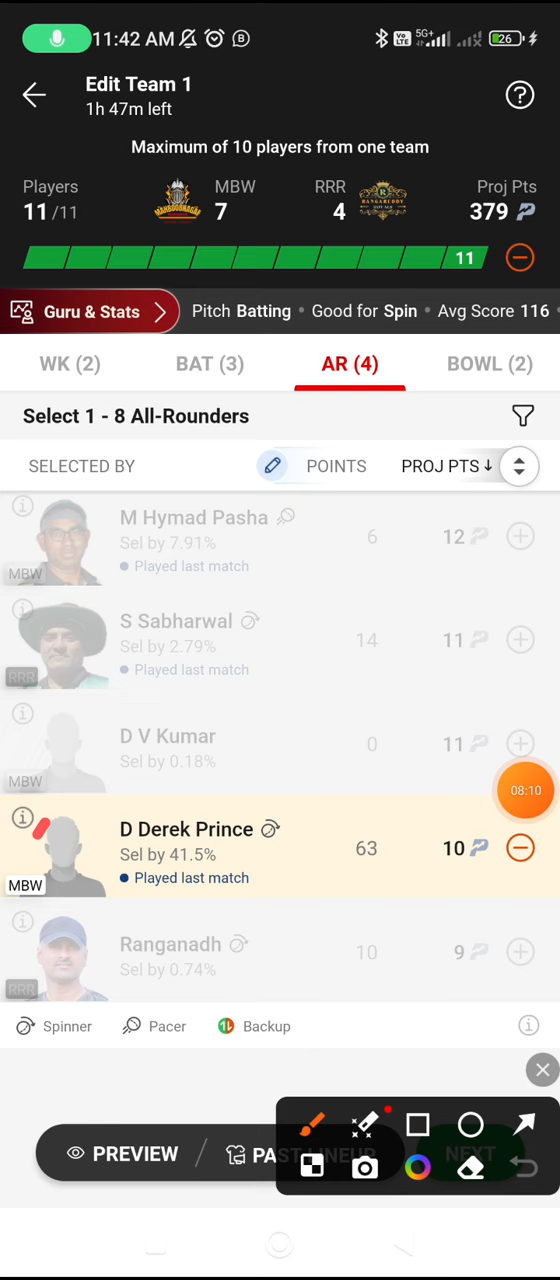 11:42 AM 5G+ 26
Edit Team 1
1h 47m left
Maximum of 10 players from one team
Players MBW RRR Proj Pts
11/11 7 4 379
11
Guru & Stats Pitch Batting • Good for Spin • Avg Score 116
WK (2) BAT (3) AR (4) BOWL (2)
Select 1 - 8 All-Rounders
SELECTED BY POINTS PROJ PTS↓
M Hymad Pasha 6 12
Sel by 7.91%
MBW Played last match
S Sabharwal 14 11
Sel by 2.79%
RRR Played last match
D V Kumar 0 11
Sel by 0.18%
MBW
08:10
D Derek Prince 63 10
Sel by 41.5%
MBW Played last match
Ranganadh 10 9
Sel by 0.74%
RRR
Spinner Pacer Backup
PREVIEW / PAST LINEUP NEXT